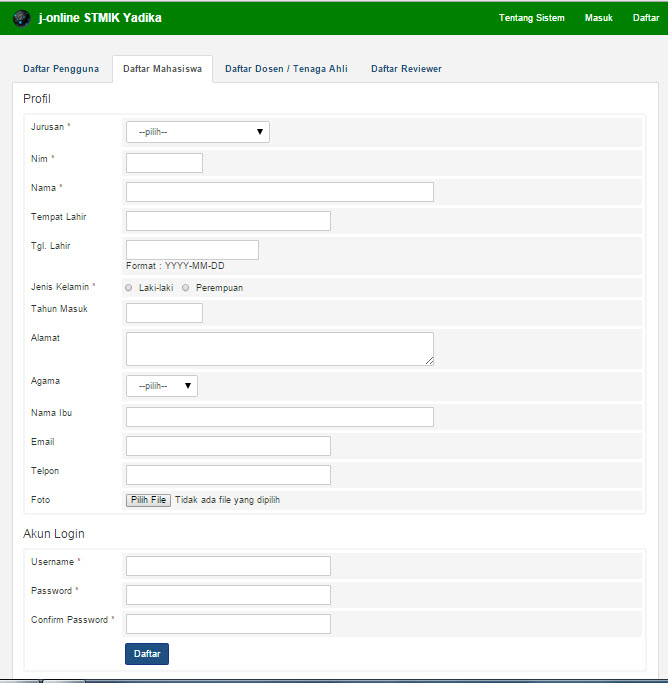 j-online STMIK Yadika
Tentang Sistem Masuk Daftar
Daftar Pengguna Daftar Mahasiswa Daftar Dosen / Tenaga Ahli Daftar Reviewer
Profil
Jurusan * --pilih--
Nim *
Nama *
Tempat Lahir
Tgl. Lahir
Format : YYYY-MM-DD
Jenis Kelamin * Laki-laki Perempuan
Tahun Masuk
Alamat
Agama --pilih--
Nama Ibu
Email
Telpon
Foto Pilih File Tidak ada file yang dipilih
Akun Login
Username *
Password *
Confirm Password *
Daftar